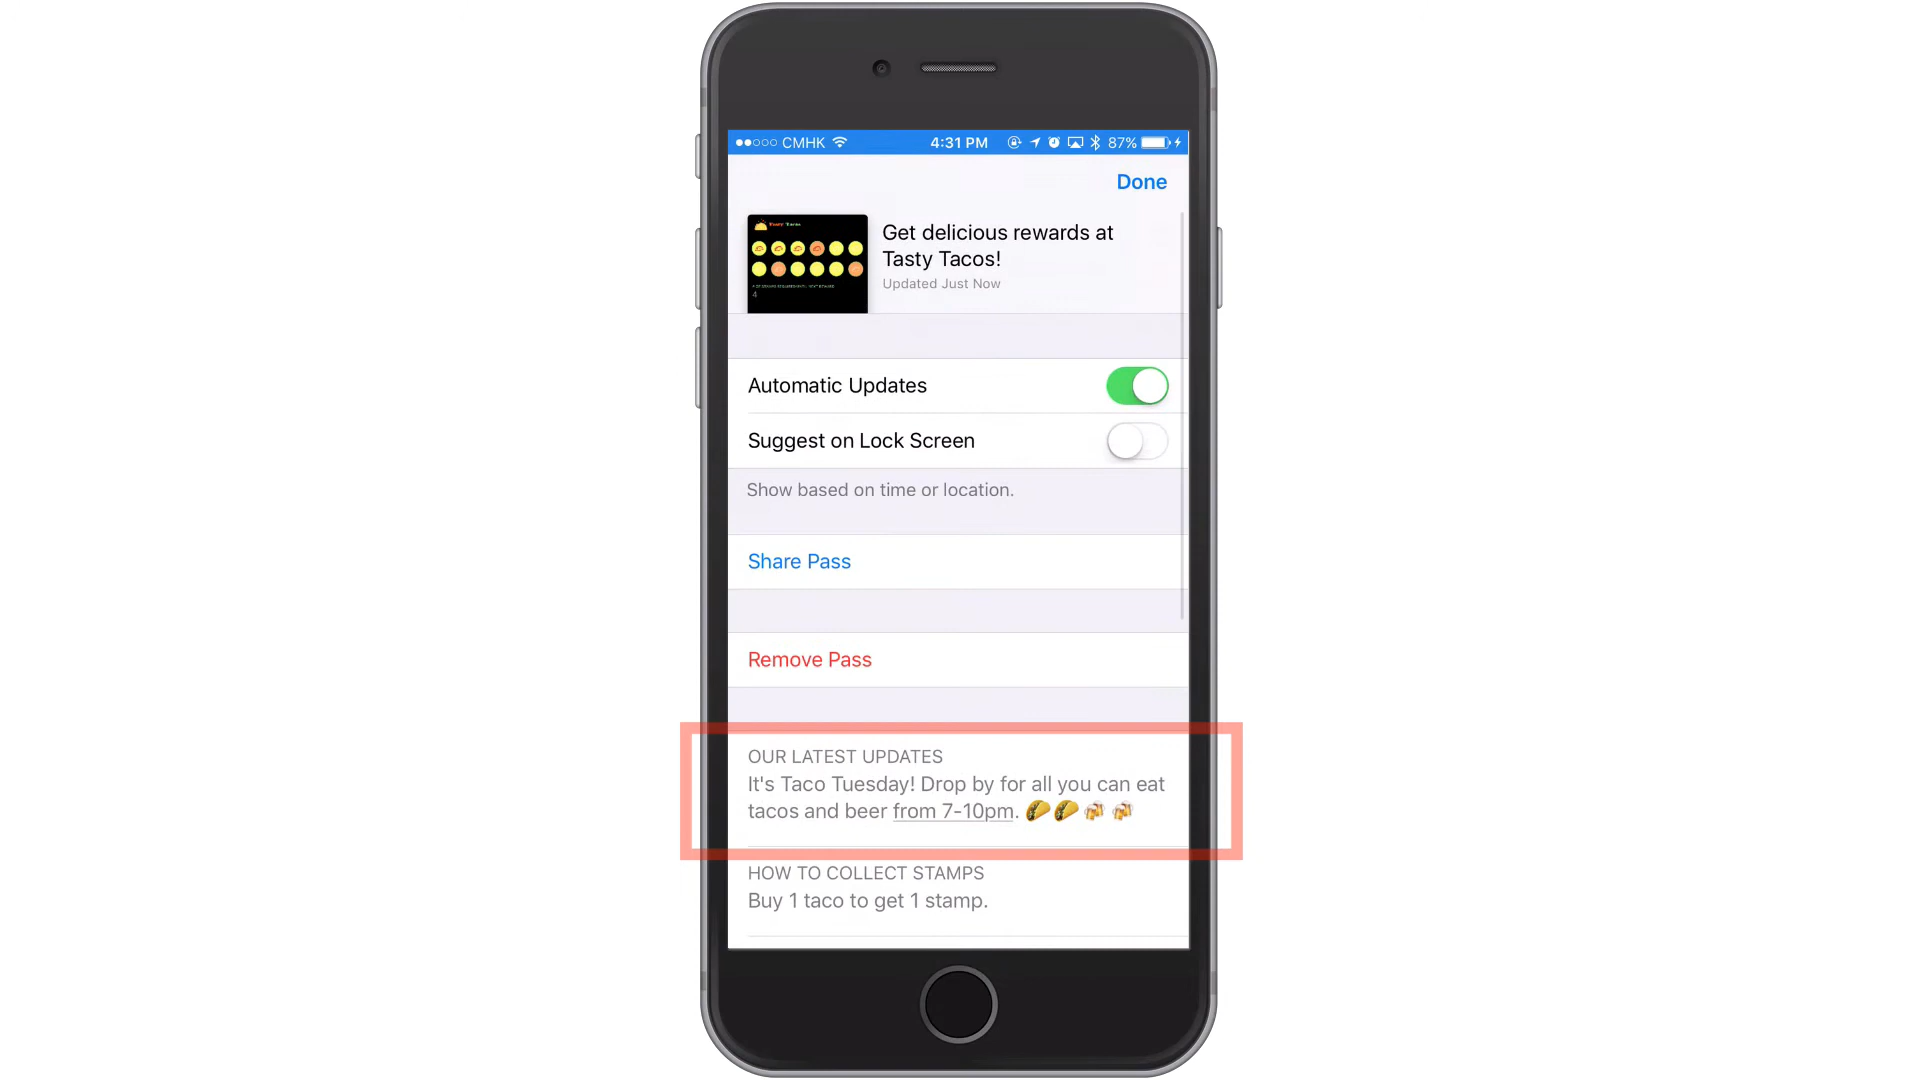 CMHK 4:31 PM 87%
Done
Tasty Tacos
Get delicious rewards at
Tasty Tacos!
Updated Just Now
4
Automatic Updates
Suggest on Lock Screen
Show based on time or location.
Share Pass
Remove Pass
OUR LATEST UPDATES
It's Taco Tuesday! Drop by for all you can eat
tacos and beer from 7-10pm. 🌮🌮🍻🍻
HOW TO COLLECT STAMPS
Buy 1 taco to get 1 stamp.